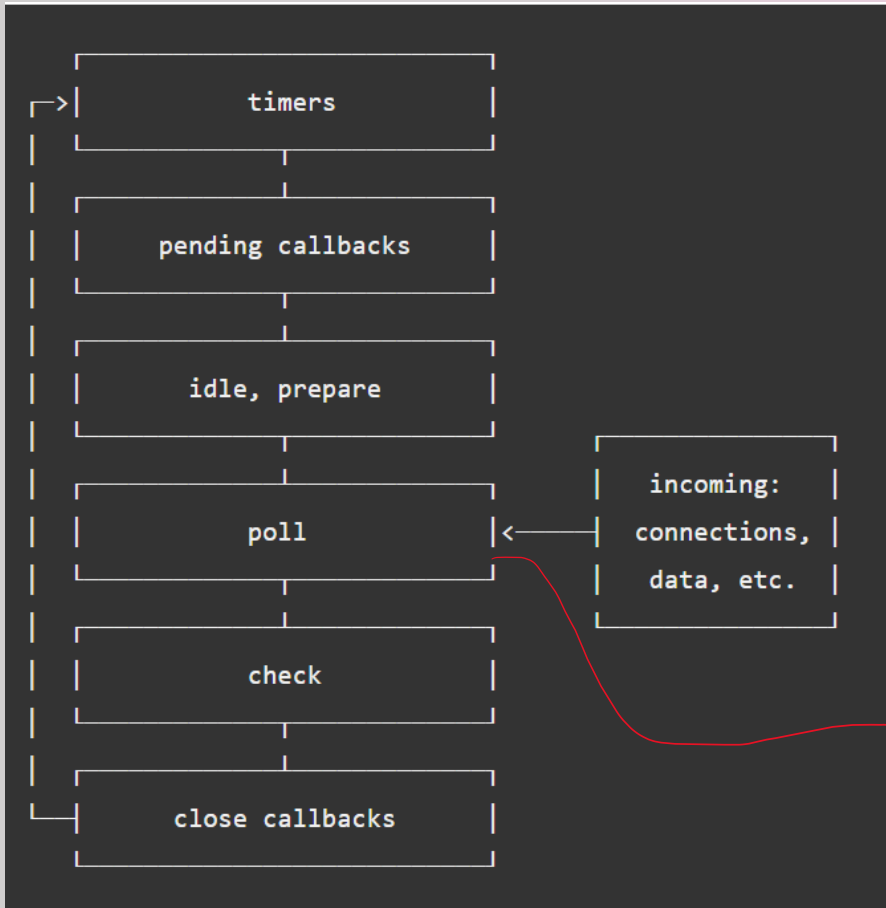 timers
pending callbacks
idle, prepare
poll
incoming:
connections,
data, etc.
check
close callbacks